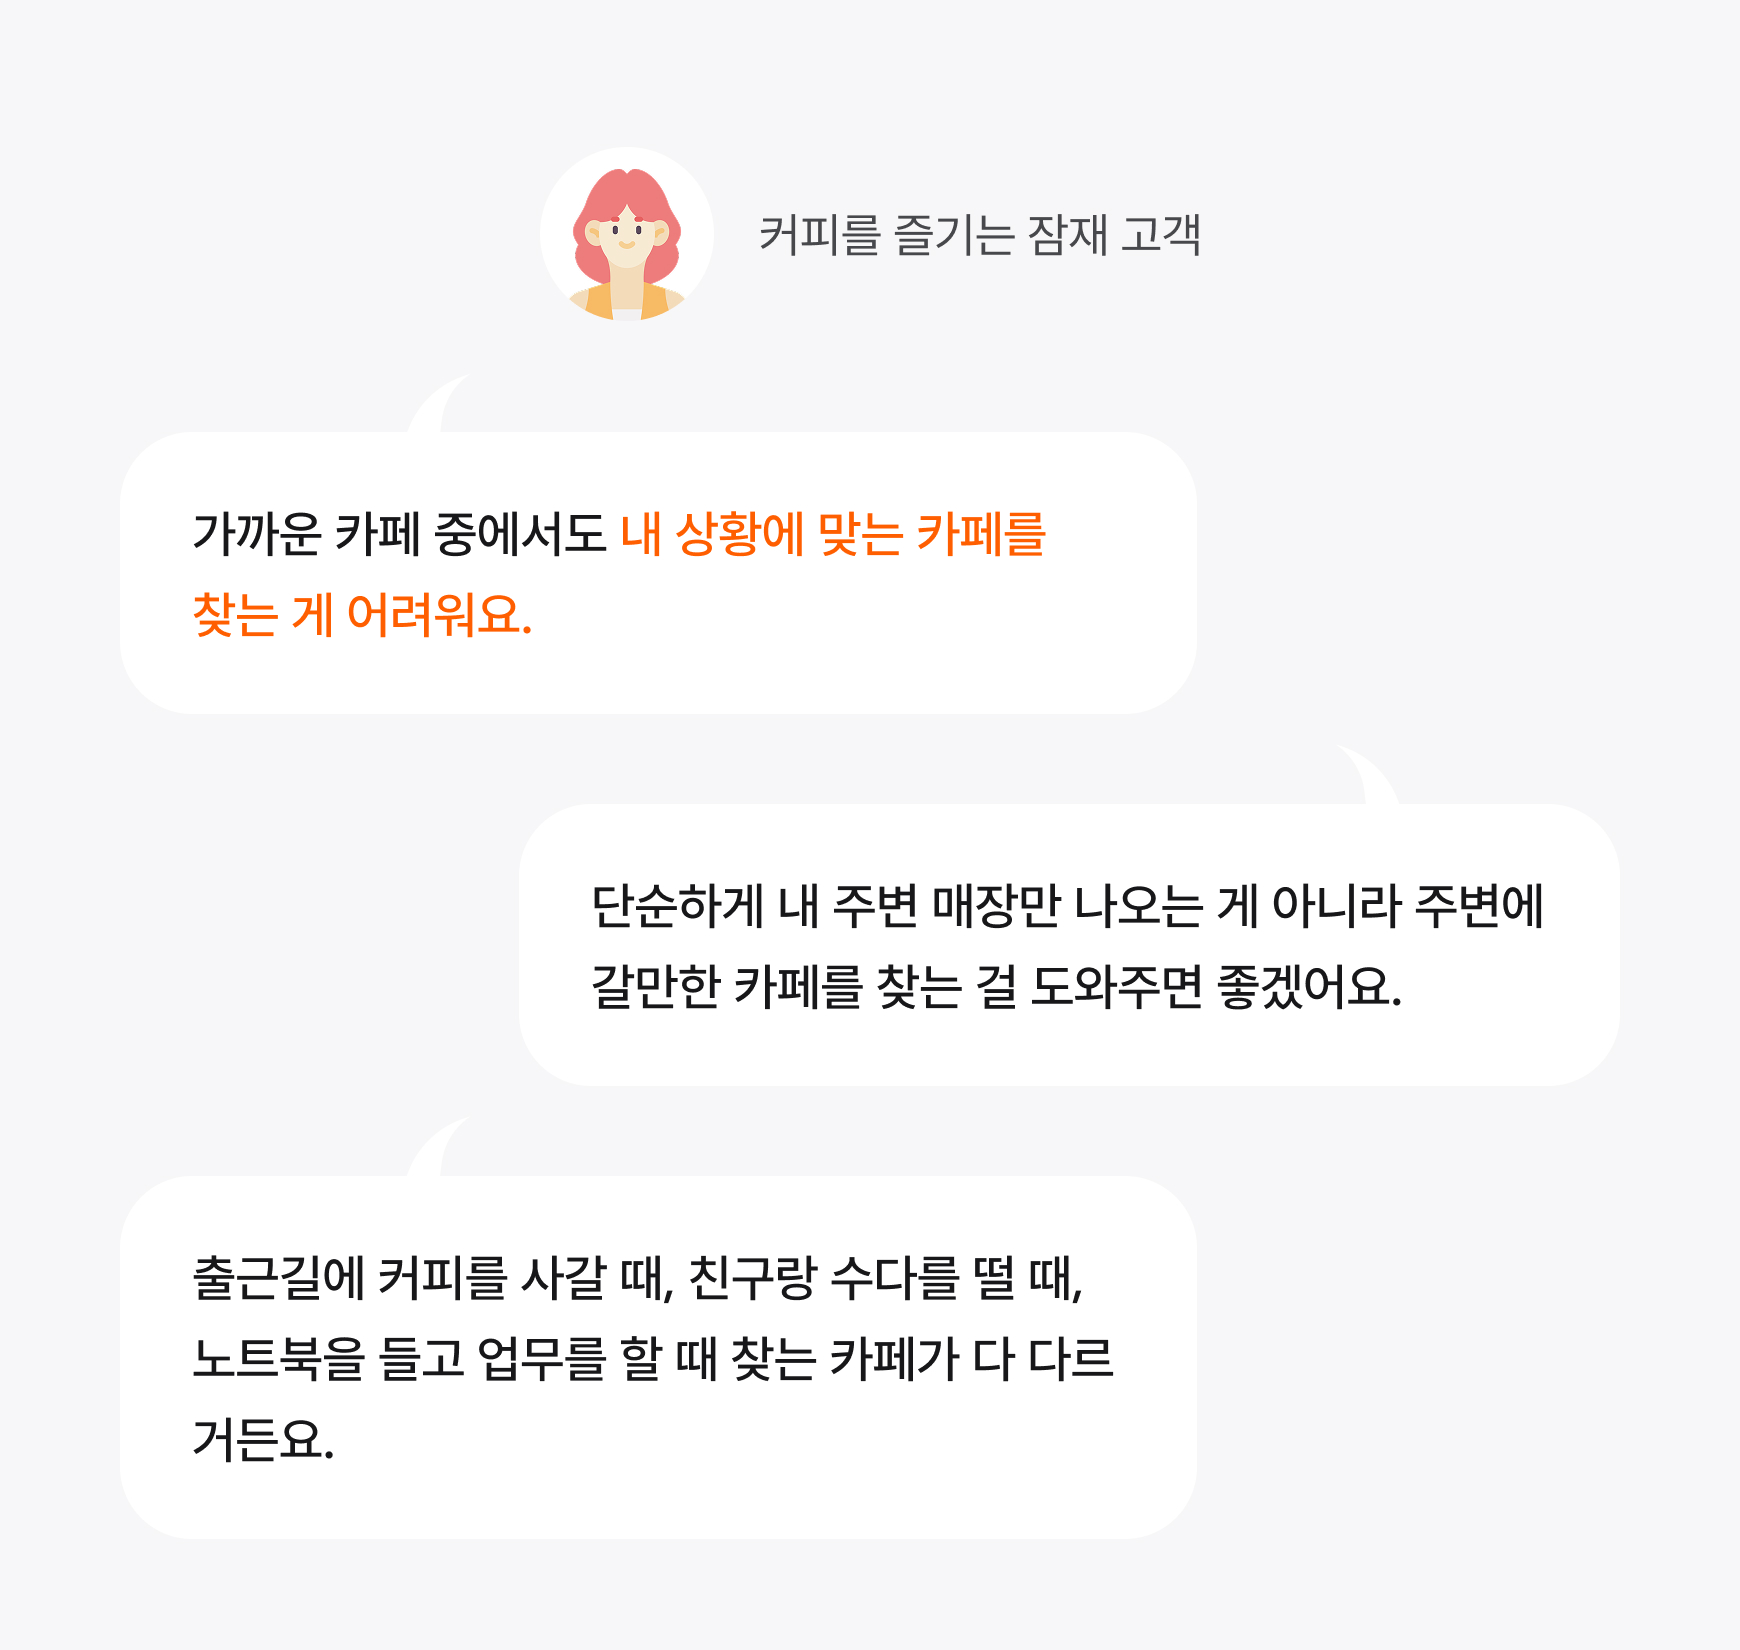 커피를 즐기는 잠재 고객
가까운 카페 중에서도 내 상황에 맞는 카페를
찾는 게 어려워요.
단순하게 내 주변 매장만 나오는 게 아니라 주변에
갈만한 카페를 찾는 걸 도와주면 좋겠어요.
출근길에 커피를 사갈 때, 친구랑 수다를 떨 때,
노트북을 들고 업무를 할 때 찾는 카페가 다 다르
거든요.